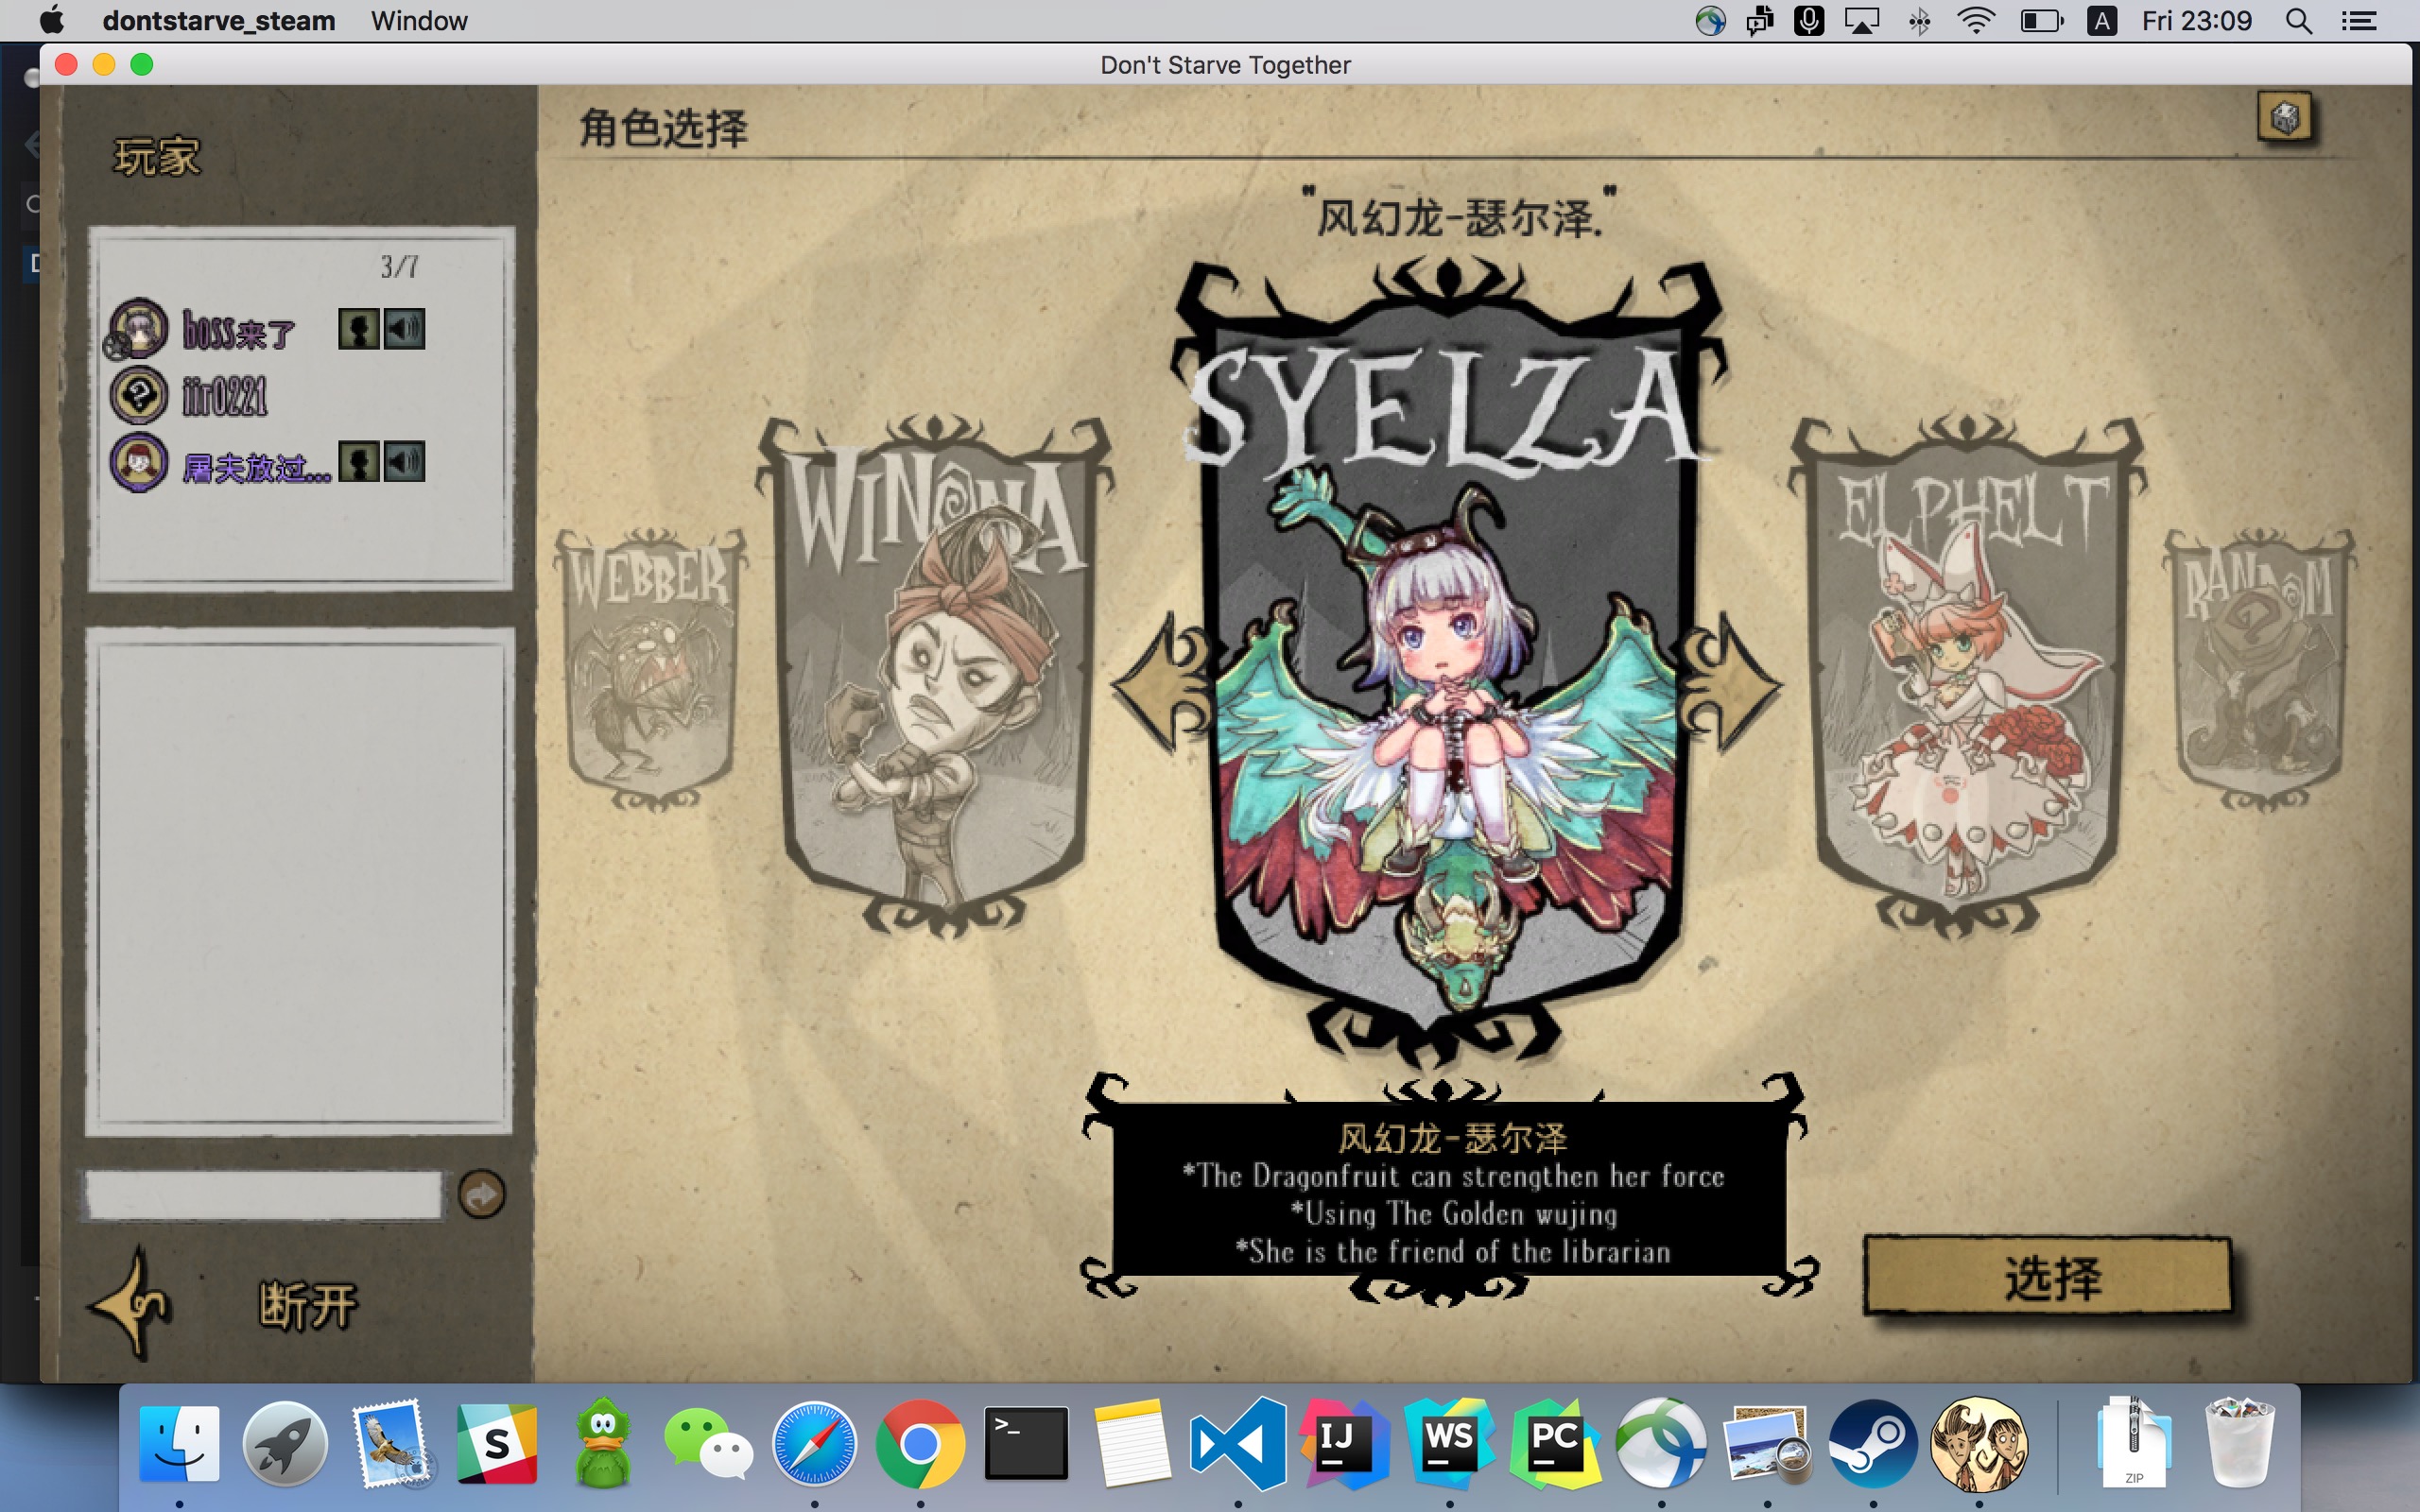 dontstarve_steam Window
A Fri 23:09
Don't Starve Together
玩家
角色选择
3/7
boss来了
iir0221
屠夫放过...
"风幻龙-瑟尔泽."
WEBBER
WINONA
SYELZA
ELPHELT
RANDOM
风幻龙-瑟尔泽
*The Dragonfruit can strengthen her force
*Using The Golden wujing
*She is the friend of the librarian
断开
选择
S
>_
IJ
WS
PC
ZIP